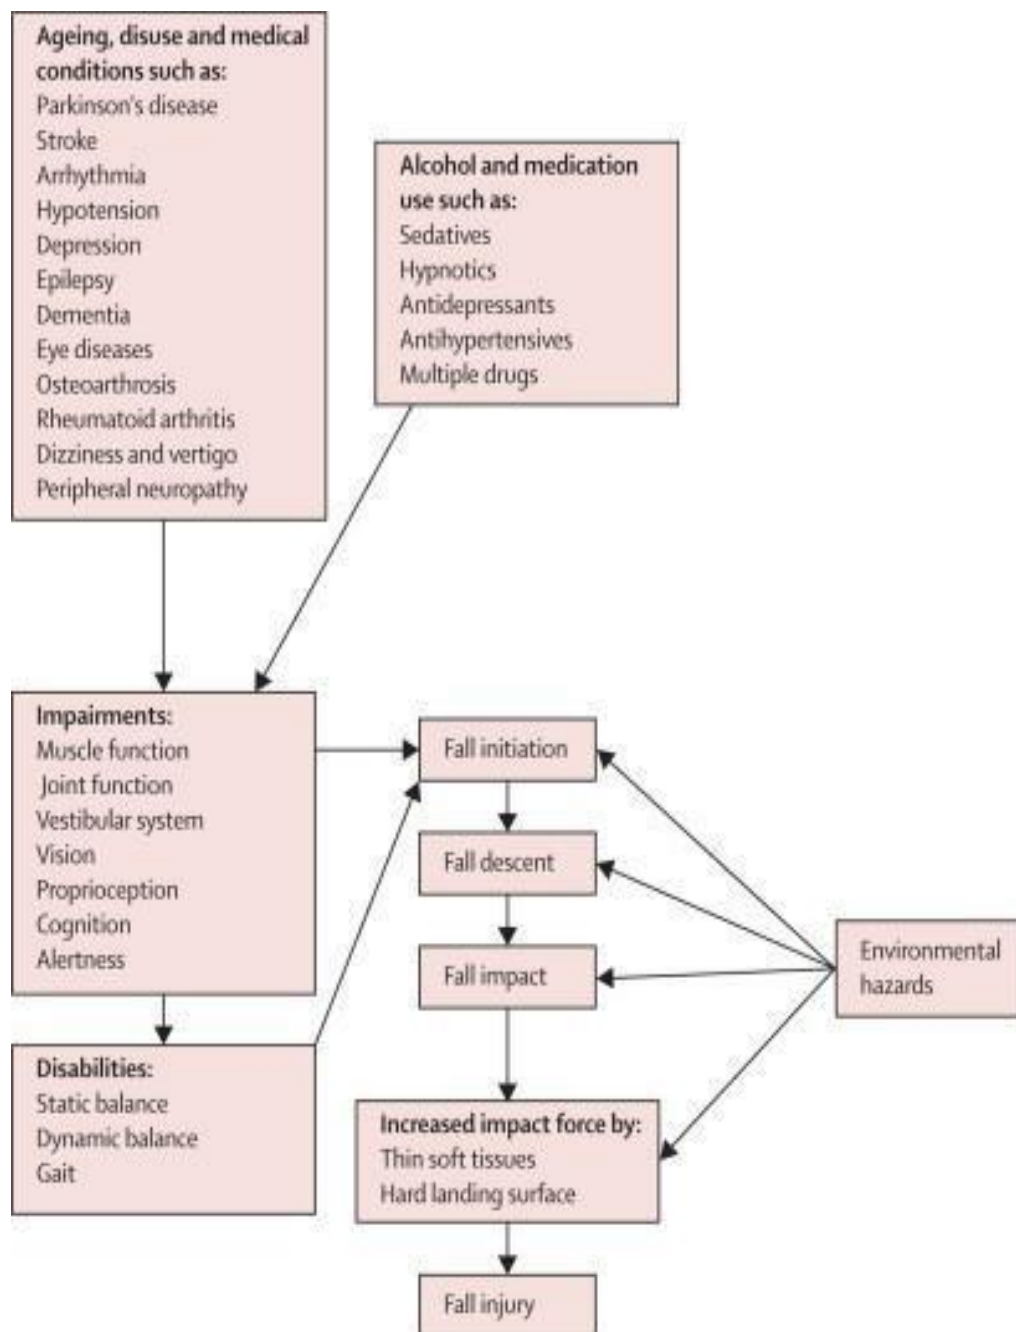 Ageing, disuse and medical
conditions such as:
Parkinson's disease
Stroke
Arrhythmia
Hypotension
Depression
Epilepsy
Dementia
Eye diseases
Osteoarthrosis
Rheumatoid arthritis
Dizziness and vertigo
Peripheral neuropathy
Alcohol and medication
use such as:
Sedatives
Hypnotics
Antidepressants
Antihypertensives
Multiple drugs
Impairments:
Muscle function
Joint function
Vestibular system
Vision
Proprioception
Cognition
Alertness
Disabilities:
Static balance
Dynamic balance
Gait
Fall initiation
Fall descent
Fall impact
Increased impact force by:
Thin soft tissues
Hard landing surface
Fall injury
Environmental
hazards